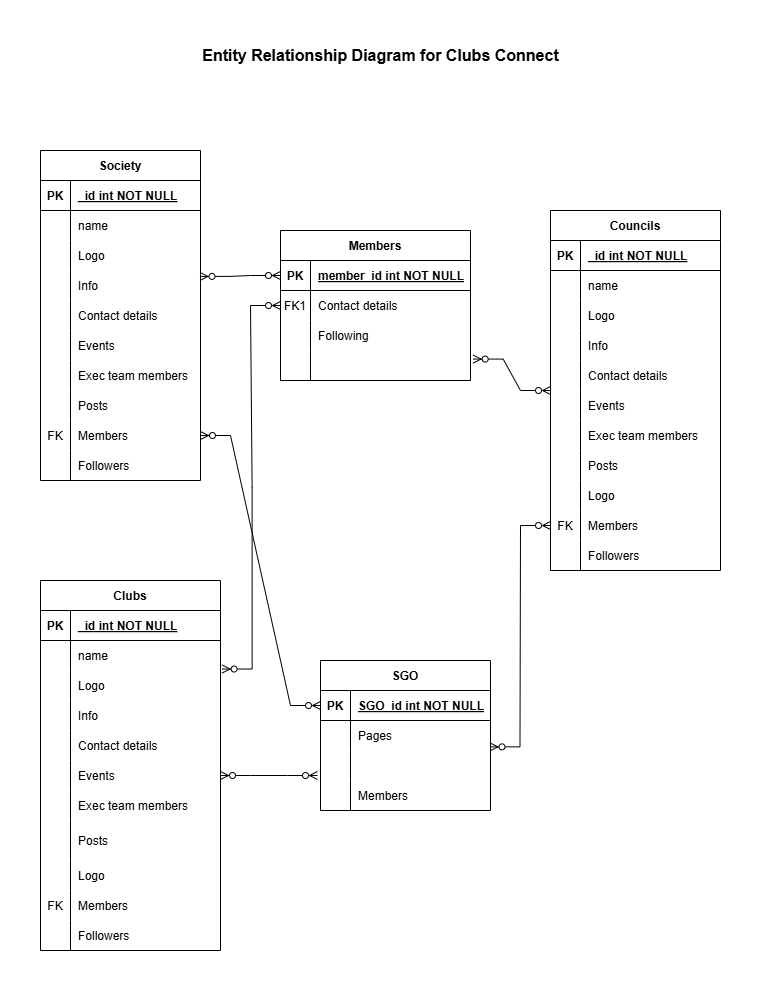 Entity Relationship Diagram for Clubs Connect
Society
PK _id int NOT NULL
name
Logo
Info
Contact details
Events
Exec team members
Posts
FK Members
Followers
Members
PK member_id int NOT NULL
FK1 Contact details
Following
Councils
PK _id int NOT NULL
name
Logo
Info
Contact details
Events
Exec team members
Posts
Logo
FK Members
Followers
Clubs
PK _id int NOT NULL
name
Logo
Info
Contact details
Events
Exec team members
Posts
Logo
FK Members
Followers
SGO
PK SGO_id int NOT NULL
Pages
Members